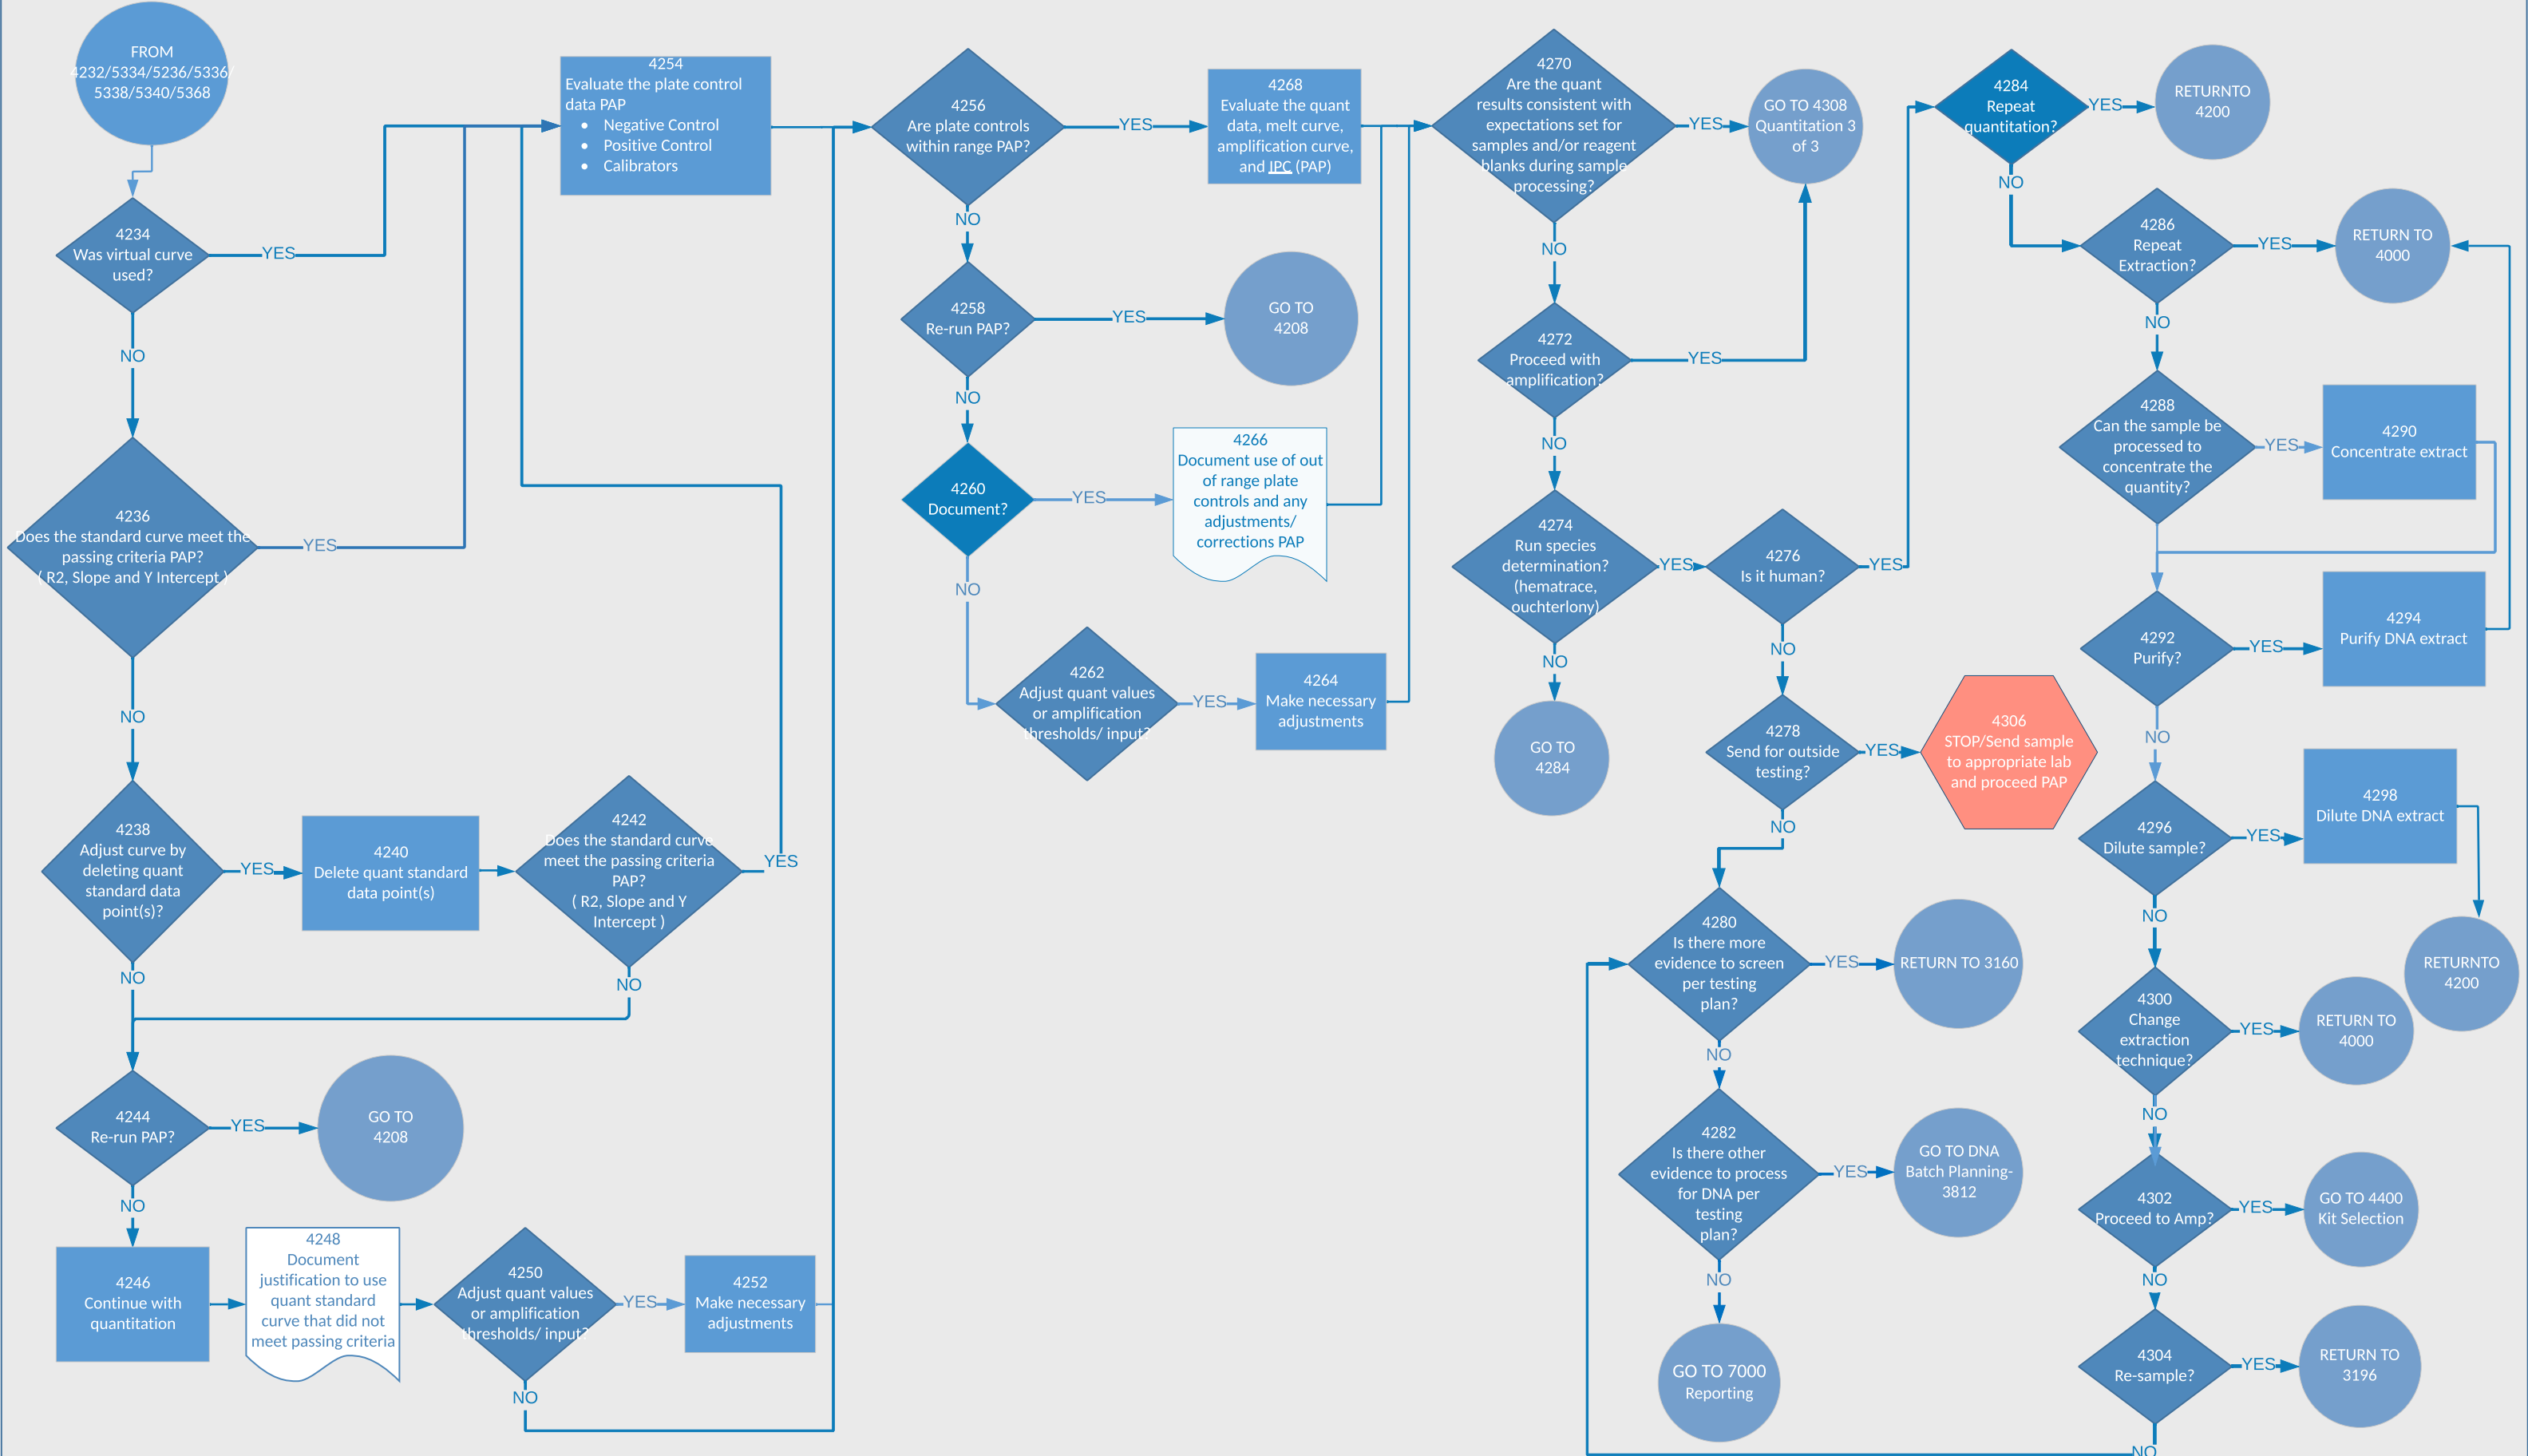 FROM
4232/5334/5236/5336/
5338/5340/5368
4234
Was virtual curve
used?
YES
NO
4236
Does the standard curve meet the
passing criteria PAP?
( R2, Slope and Y Intercept )
YES
NO
4238
Adjust curve by
deleting quant
standard data
point(s)?
YES
NO
4240
Delete quant standard
data point(s)
4242
Does the standard curve
meet the passing criteria
PAP?
( R2, Slope and Y
Intercept )
YES
NO
4244
Re-run PAP?
YES
NO
GO TO
4208
4246
Continue with
quantitation
4248
Document
justification to use
quant standard
curve that did not
meet passing criteria
4250
Adjust quant values
or amplification
thresholds/ input?
YES
NO
4252
Make necessary
adjustments
4254
Evaluate the plate control
data PAP
• Negative Control
• Positive Control
• Calibrators
4256
Are plate controls
within range PAP?
YES
NO
4258
Re-run PAP?
YES
NO
GO TO
4208
4260
Document?
YES
NO
4266
Document use of out
of range plate
controls and any
adjustments/
corrections PAP
4262
Adjust quant values
or amplification
thresholds/ input?
YES
4264
Make necessary
adjustments
4268
Evaluate the quant
data, melt curve,
amplification curve,
and IPC (PAP)
4270
Are the quant
results consistent with
expectations set for
samples and/or reagent
blanks during sample
processing?
YES
NO
GO TO 4308
Quantitation 3
of 3
4272
Proceed with
amplification?
YES
NO
4274
Run species
determination?
(hematrace,
ouchterlony)
YES
NO
GO TO
4284
4276
Is it human?
YES
NO
4278
Send for outside
testing?
YES
NO
4306
STOP/Send sample
to appropriate lab
and proceed PAP
4280
Is there more
evidence to screen
per testing
plan?
YES
NO
RETURN TO 3160
4282
Is there other
evidence to process
for DNA per
testing
plan?
YES
NO
GO TO DNA
Batch Planning-
3812
GO TO 7000
Reporting
4284
Repeat
quantitation?
YES
NO
RETURNTO
4200
4286
Repeat
Extraction?
YES
NO
RETURN TO
4000
4288
Can the sample be
processed to
concentrate the
quantity?
YES
4290
Concentrate extract
4292
Purify?
YES
NO
4294
Purify DNA extract
4296
Dilute sample?
YES
NO
4298
Dilute DNA extract
RETURNTO
4200
4300
Change
extraction
technique?
YES
NO
RETURN TO
4000
4302
Proceed to Amp?
YES
NO
GO TO 4400
Kit Selection
4304
Re-sample?
YES
NO
RETURN TO
3196